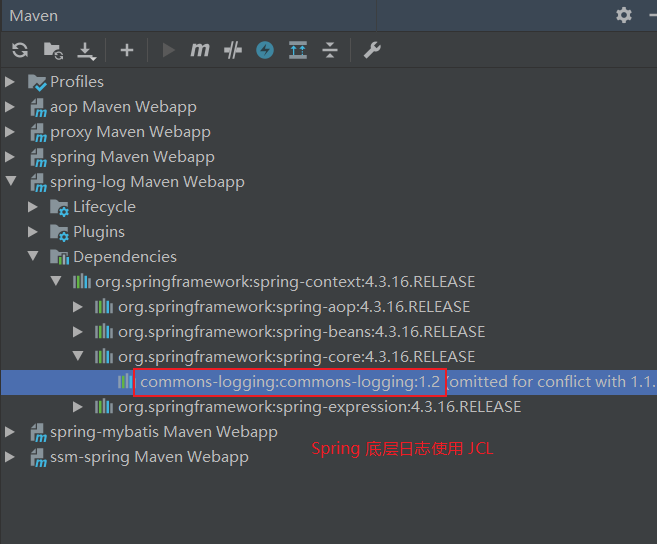 Maven
Profiles
aop Maven Webapp
proxy Maven Webapp
spring Maven Webapp
spring-log Maven Webapp
Lifecycle
Plugins
Dependencies
org.springframework:spring-context:4.3.16.RELEASE
org.springframework:spring-aop:4.3.16.RELEASE
org.springframework:spring-beans:4.3.16.RELEASE
org.springframework:spring-core:4.3.16.RELEASE
commons-logging:commons-logging:1.2 (omitted for conflict with 1.1.
org.springframework:spring-expression:4.3.16.RELEASE
spring-mybatis Maven Webapp
Spring 底层日志使用 JCL
ssm-spring Maven Webapp